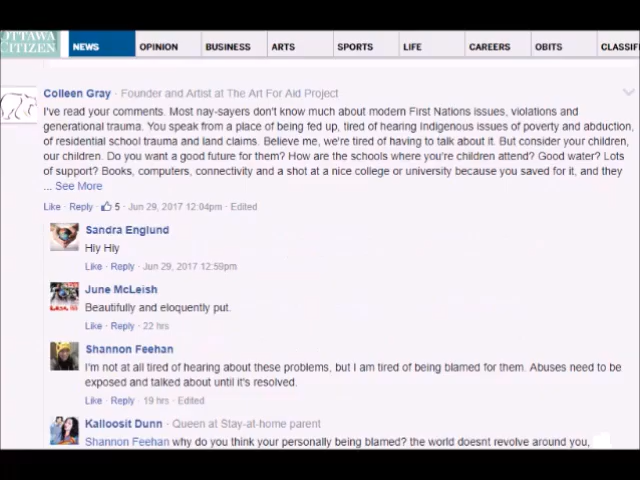 OTTAWA
CITIZEN
NEWS OPINION BUSINESS ARTS SPORTS LIFE CAREERS OBITS CLASSIF
Colleen Gray · Founder and Artist at The Art For Aid Project
I've read your comments. Most nay-sayers don't know much about modern First Nations issues, violations and
generational trauma. You speak from a place of being fed up, tired of hearing Indigenous issues of poverty and abduction,
of residential school trauma and land claims. Believe me, we're tired of having to talk about it. But consider your children,
our children. Do you want a good future for them? How are the schools where you're children attend? Good water? Lots
of support? Books, computers, connectivity and a shot at a nice college or university because you saved for it, and they
... See More
Like · Reply · 5 · Jun 29, 2017 12:04pm · Edited
Sandra Englund
Hiy Hiy
Like · Reply · Jun 29, 2017 12:59pm
June McLeish
Beautifully and eloquently put.
Like · Reply · 22 hrs
Shannon Feehan
I'm not at all tired of hearing about these problems, but I am tired of being blamed for them. Abuses need to be
exposed and talked about until it's resolved.
Like · Reply · 19 hrs · Edited
Kalloosit Dunn · Queen at Stay-at-home parent
Shannon Feehan why do you think your personally being blamed? the world doesnt revolve around you,